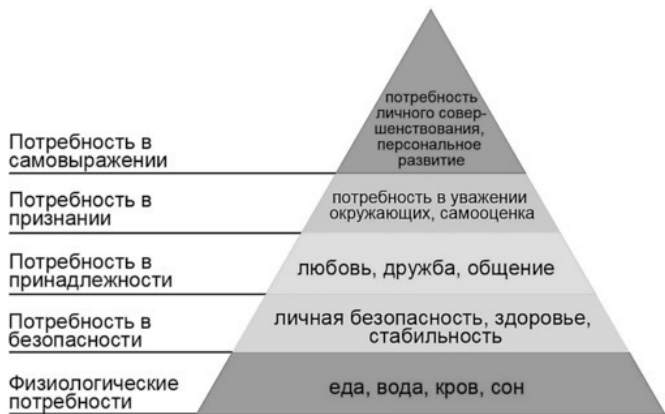 потребность
личного совер-
шенствования,
персональное
развитие
Потребность в
самовыражении
потребность в уважении
окружающих, самооценка
Потребность в
признании
любовь, дружба, общение
Потребность в
принадлежности
личная безопасность, здоровье,
стабильность
Потребность в
безопасности
еда, вода, кров, сон
Физиологические
потребности